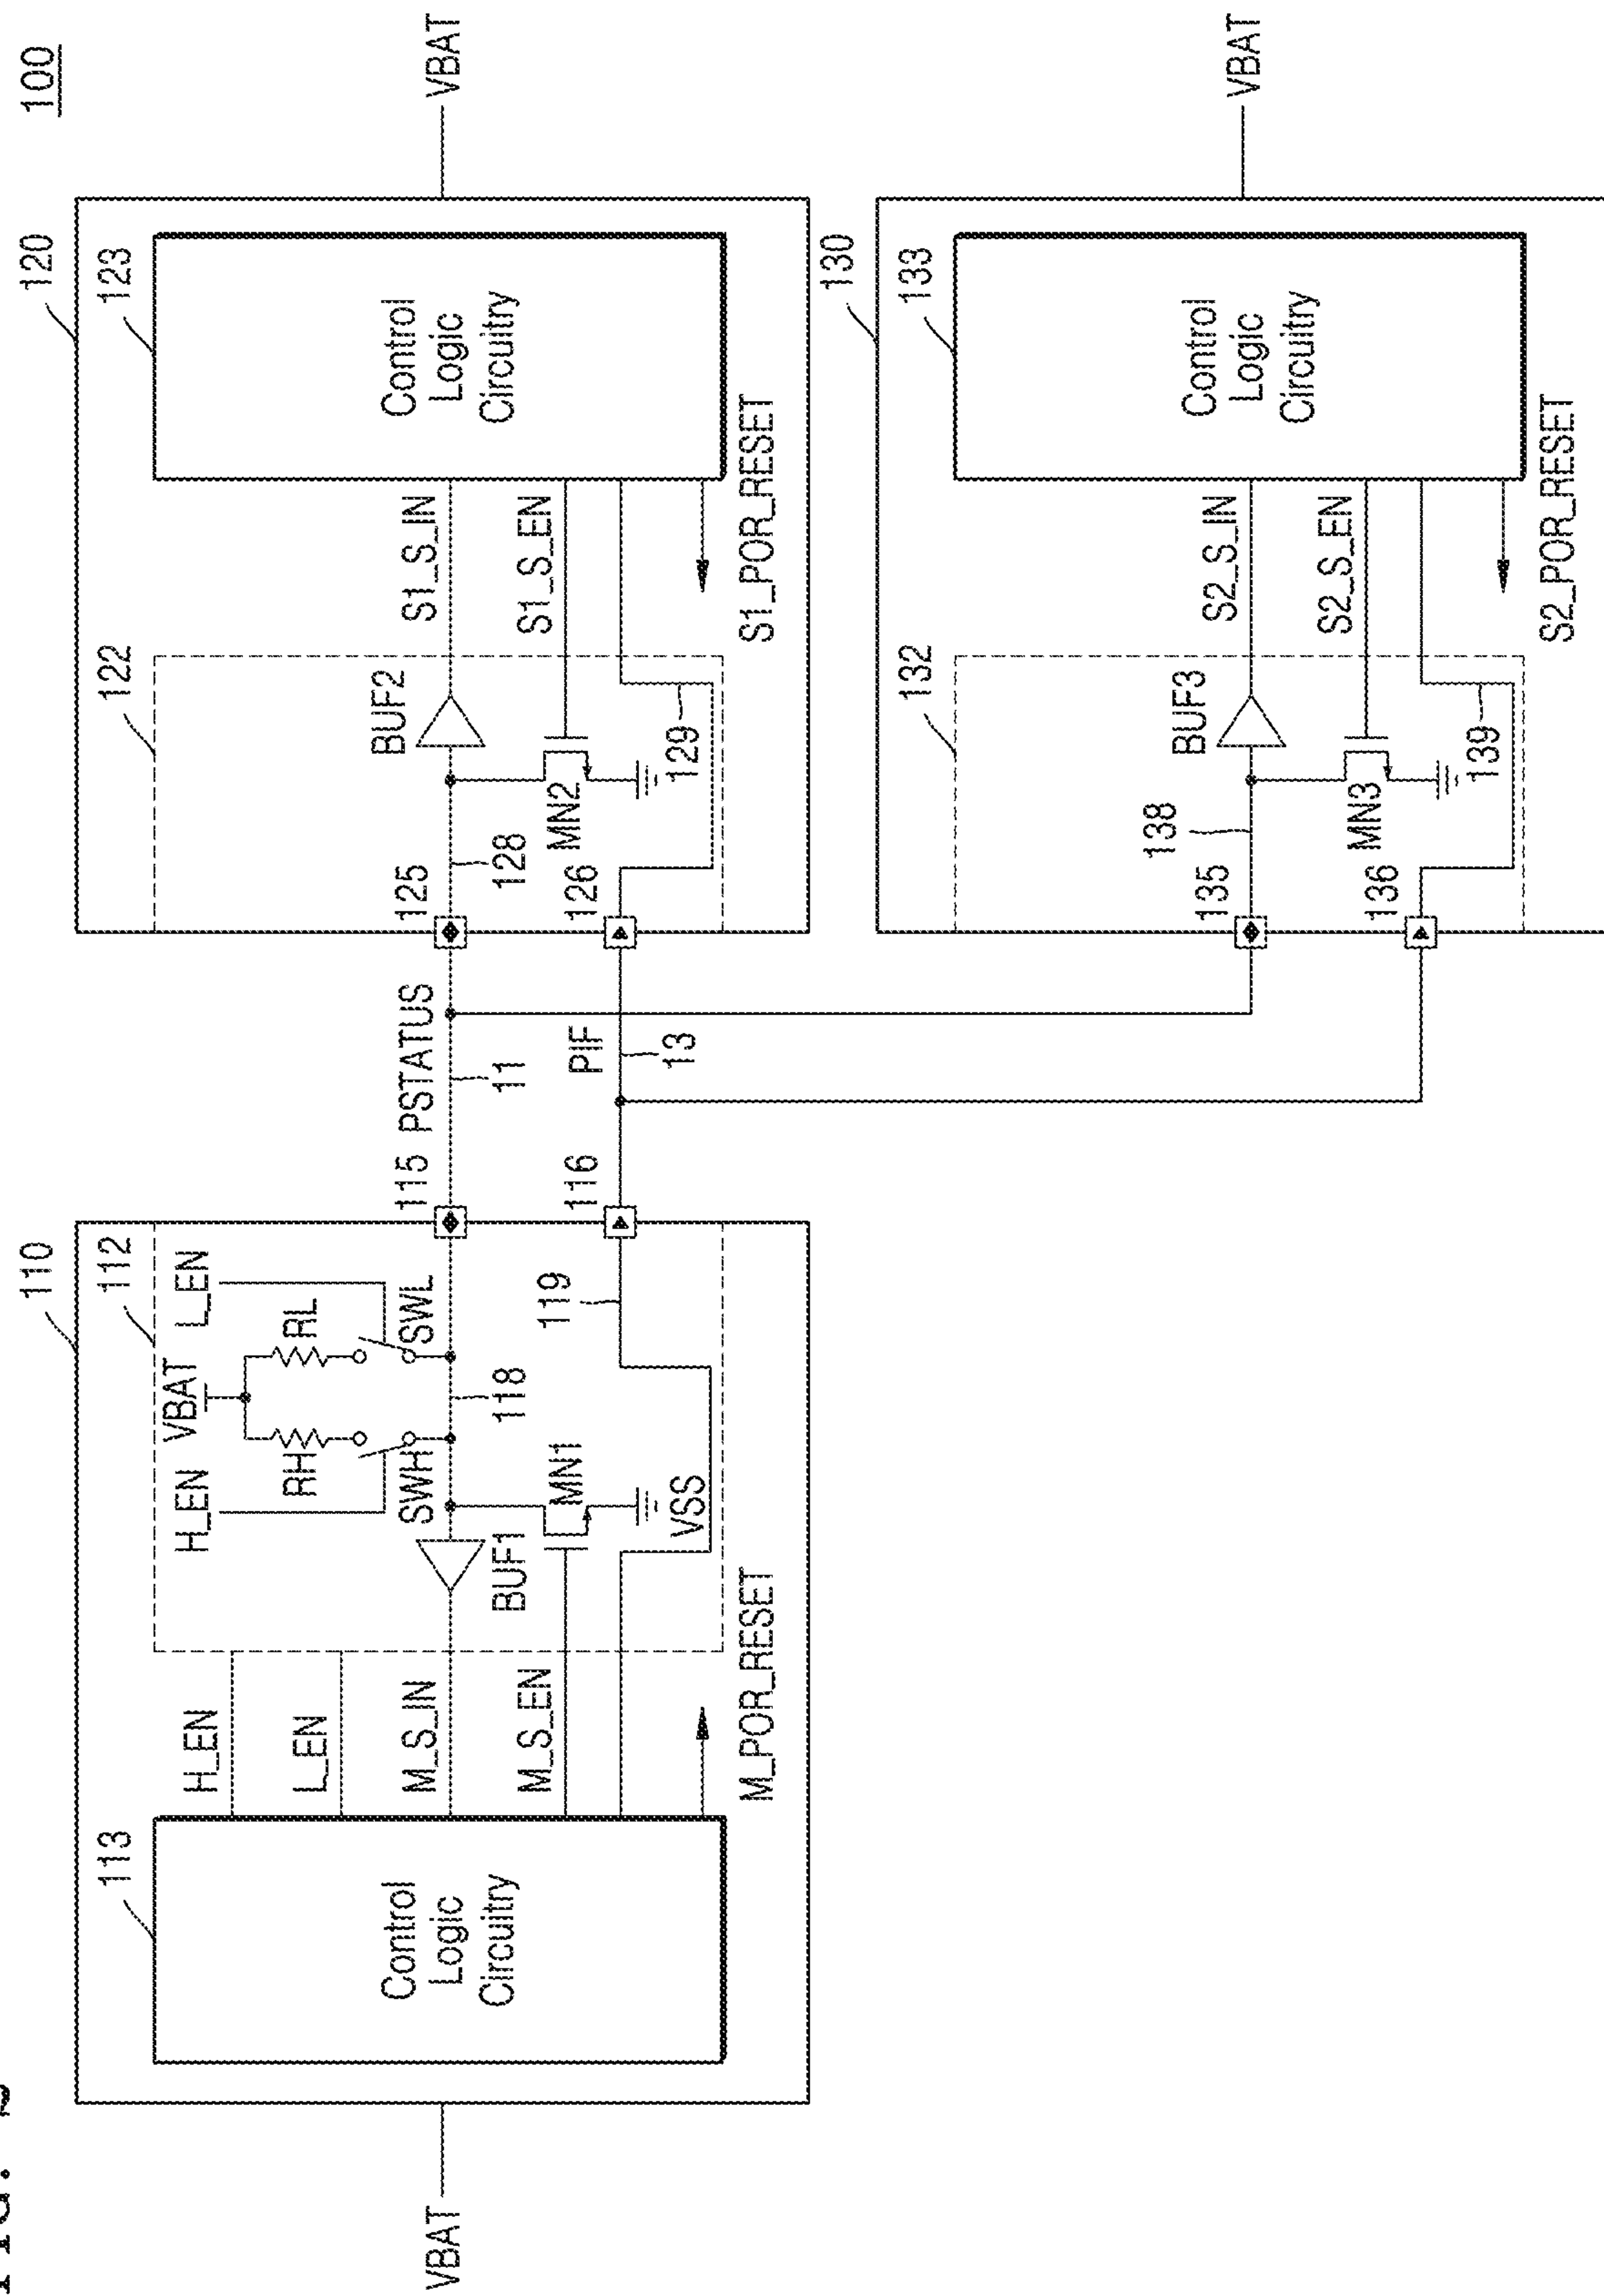 100
110
112
113
H_EN
L_EN
M_S_IN
M_S_EN
M_POR_RESET
Control
Logic
Circuitry
VBAT
H_EN
VBAT
L_EN
RH
RL
SWH
SWL
BUF1
118
MN1
VSS
119
115
PSTATUS
11
116
PIF
13
120
122
123
125
128
BUF2
S1_S_IN
S1_S_EN
MN2
126
129
S1_POR_RESET
Control
Logic
Circuitry
VBAT
130
132
133
135
138
BUF3
S2_S_IN
S2_S_EN
MN3
136
139
S2_POR_RESET
Control
Logic
Circuitry
VBAT